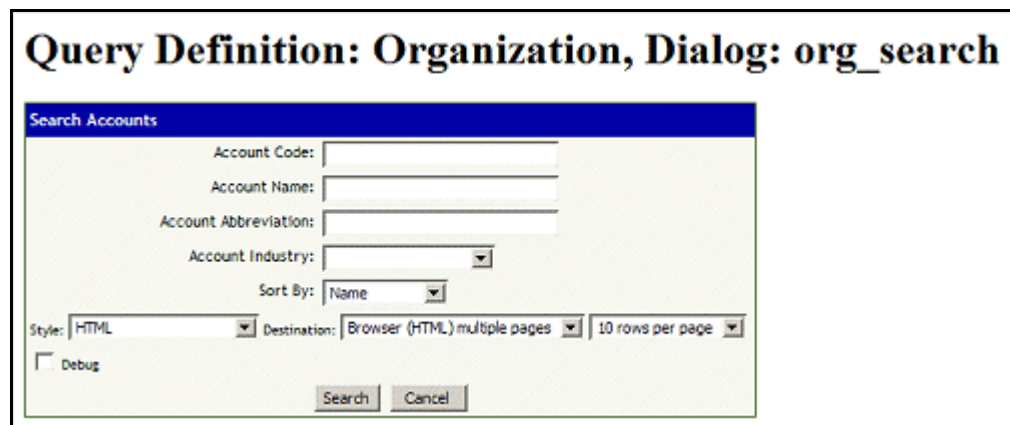 Query Definition: Organization, Dialog: org_search
Search Accounts
Account Code:
Account Name:
Account Abbreviation:
Account Industry:
Sort By: Name
Style: HTML Destination: Browser (HTML) multiple pages 10 rows per page
Debug
Search Cancel